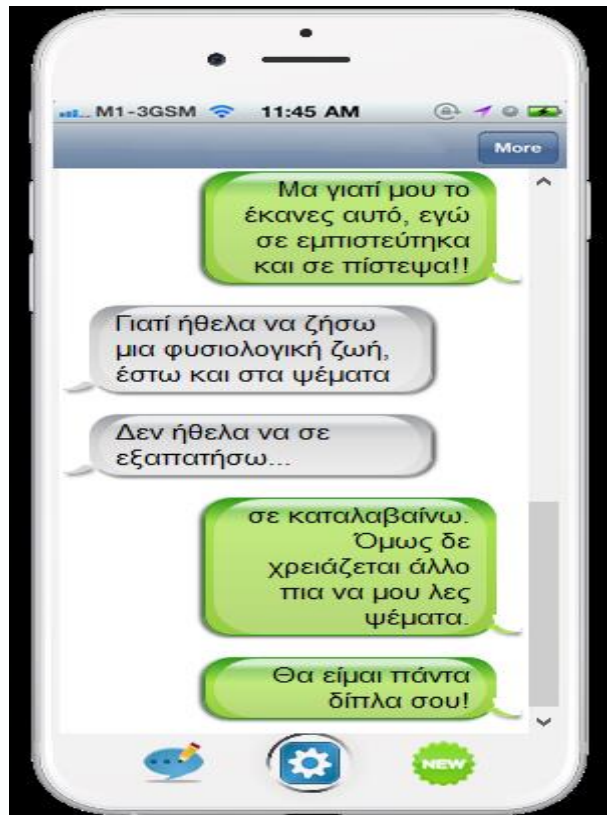 M1-3GSM 11:45 AM
More
Μα γιατί μου το
έκανες αυτό, εγώ
σε εμπιστεύτηκα
και σε πίστεψα!!
Γιατί ήθελα να ζήσω
μια φυσιολογική ζωή,
έστω και στα ψέματα
Δεν ήθελα να σε
εξαπατήσω...
σε καταλαβαίνω.
Όμως δε
χρειάζεται άλλο
πια να μου λες
ψέματα.
Θα είμαι πάντα
δίπλα σου!
NEW